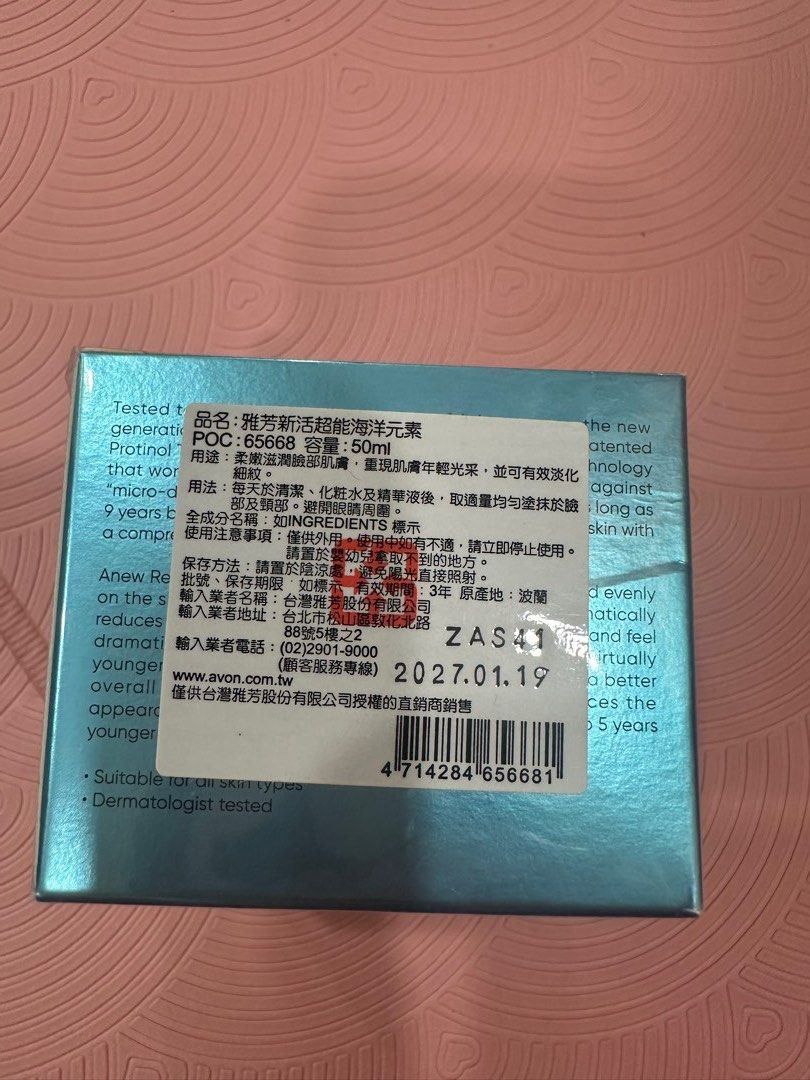 品名:雅芳新活超能海洋元素
POC:65668 容量:50ml
用途:柔嫩滋潤臉部肌膚，重現肌膚年輕光采，並可有效淡化
細紋。
用法:每天於清潔、化粧水及精華液後，取適量均勻塗抹於臉
部及頸部。避開眼睛周圍。
全成分名稱:如INGREDIENTS 標示
使用注意事項:僅供外用。使用中如有不適，請立即停止使用。
請置於嬰幼兒拿取不到的地方。
保存方法:請置於陰涼處，避免陽光直接照射。
批號、保存期限 如標示 有效期間:3年 原產地:波蘭
輸入業者名稱:台灣雅芳股份有限公司
輸入業者地址:台北市松山區敦化北路
88號5樓之2
輸入業者電話:(02)2901-9000
(顧客服務專線)
ZAS41
2027.01.19
www.avon.com.tw
僅供台灣雅芳股份有限公司授權的直銷商銷售
4 714284 656681
Tested
the new
generati
patented
Protinol
hnology
that wor
against
"micro-d
s long as
9 years b
skin with
a compre
Anew Re
d evenly
on the s
matically
reduces
and feel
dramati
irtually
younger
a better
overall
ces the
appeara
5 years
younger
• Suitable for all skin types
• Dermatologist tested